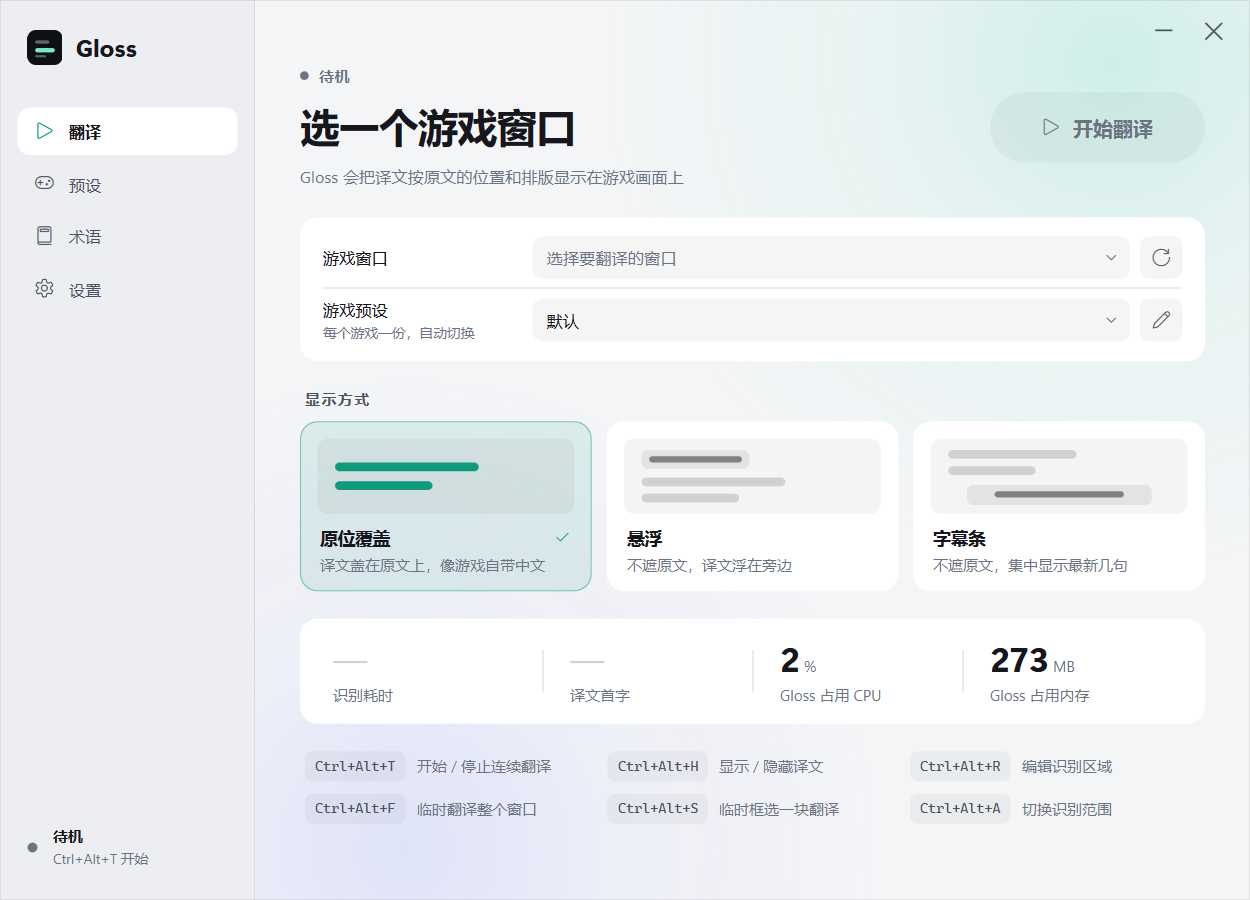 Gloss
翻译
预设
术语
设置
待机
Ctrl+Alt+T 开始
待机
选一个游戏窗口
Gloss 会把译文按原文的位置和排版显示在游戏画面上
开始翻译
游戏窗口
选择要翻译的窗口
游戏预设
每个游戏一份，自动切换
默认
显示方式
原位覆盖
译文盖在原文上，像游戏自带中文
悬浮
不遮原文，译文浮在旁边
字幕条
不遮原文，集中显示最新几句
识别耗时
译文首字
2 %
Gloss 占用 CPU
273 MB
Gloss 占用内存
Ctrl+Alt+T 开始 / 停止连续翻译
Ctrl+Alt+H 显示 / 隐藏译文
Ctrl+Alt+R 编辑识别区域
Ctrl+Alt+F 临时翻译整个窗口
Ctrl+Alt+S 临时框选一块翻译
Ctrl+Alt+A 切换识别范围